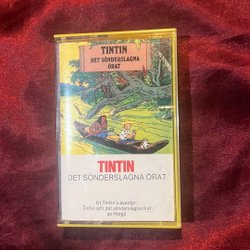 TINTIN
DET SÖNDERSLAGNA
ÖRAT
TINTIN
DET SÖNDERSLAGNA ÖRAT
Ur Tintin's äventyr:
Tintin och det sönderslagna örat
av Hergé